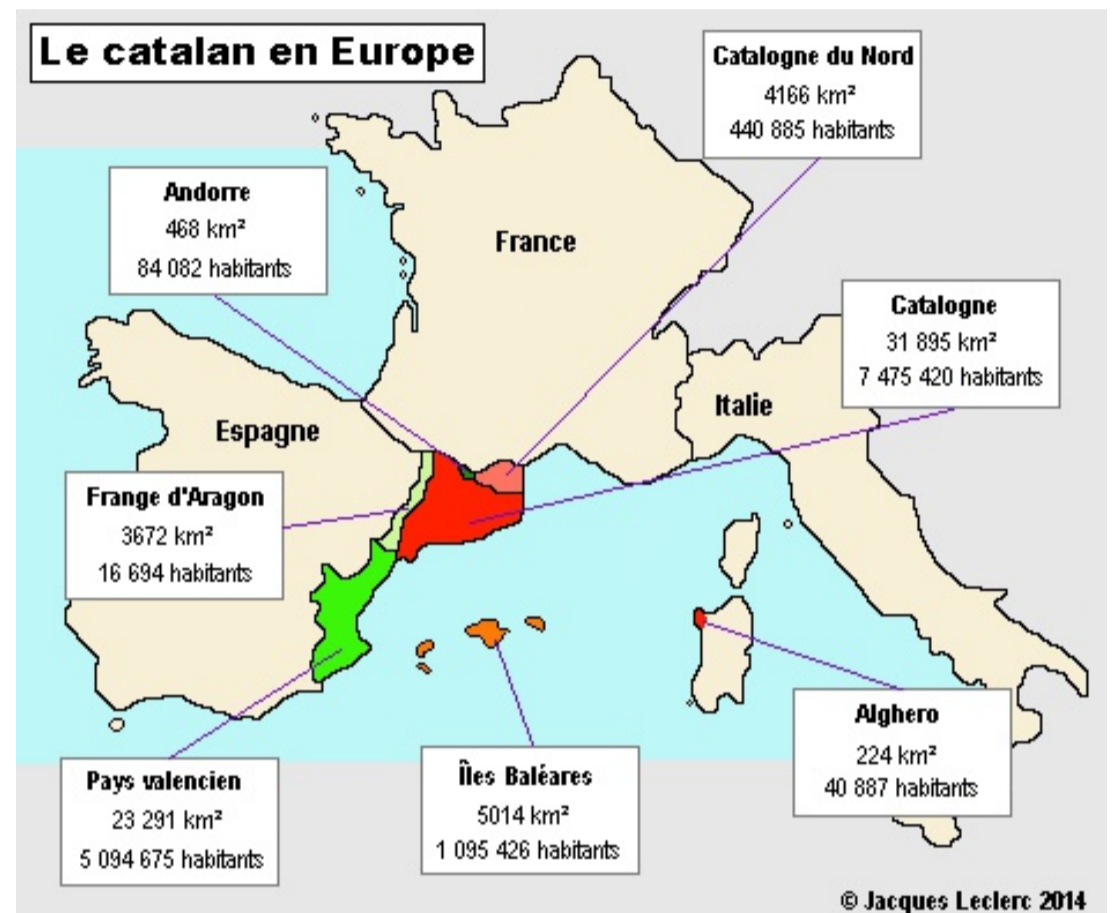 Le catalan en Europe
Catalogne du Nord
4166 km²
440 885 habitants
Andorre
468 km²
84 082 habitants
France
Catalogne
31 895 km²
7 475 420 habitants
Italie
Espagne
Frange d'Aragon
3672 km²
16 694 habitants
Alghero
224 km²
40 887 habitants
Pays valencien
23 291 km²
5 094 675 habitants
Îles Baléares
5014 km²
1 095 426 habitants
© Jacques Leclerc 2014